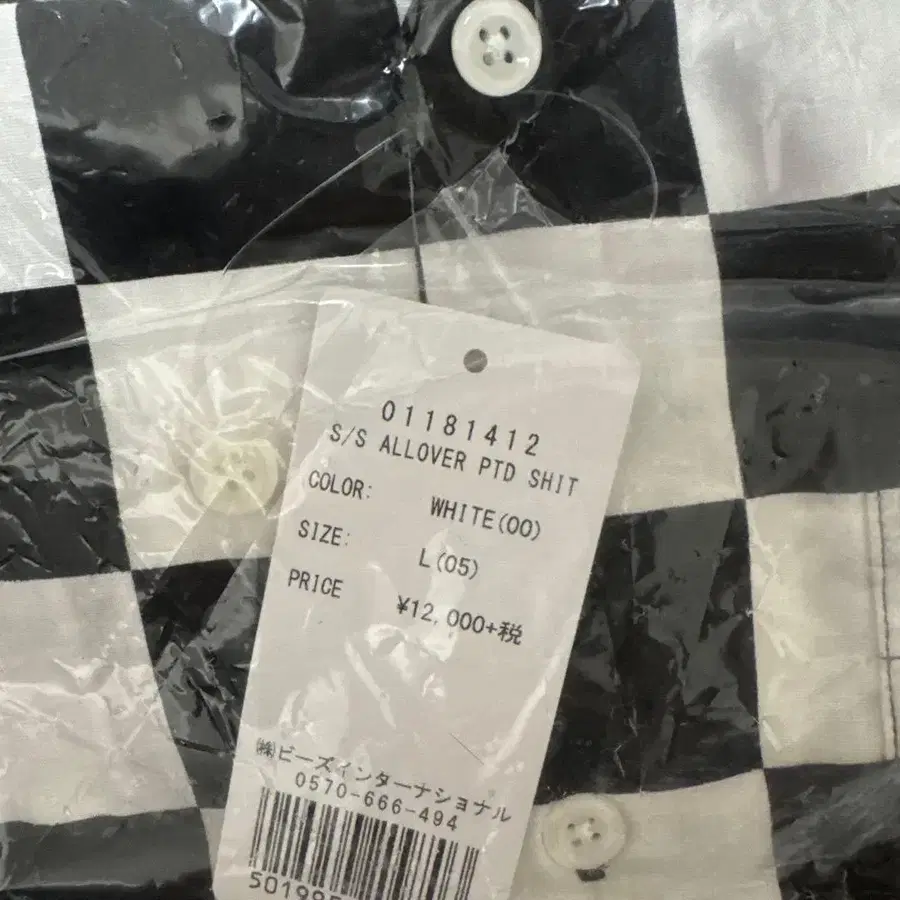 01181412
S/S ALLOVER PTD SHIT
COLOR: WHITE(00)
SIZE: L(05)
PRICE ¥12,000+税
㈱ビーズインターナショナル
0570-666-494